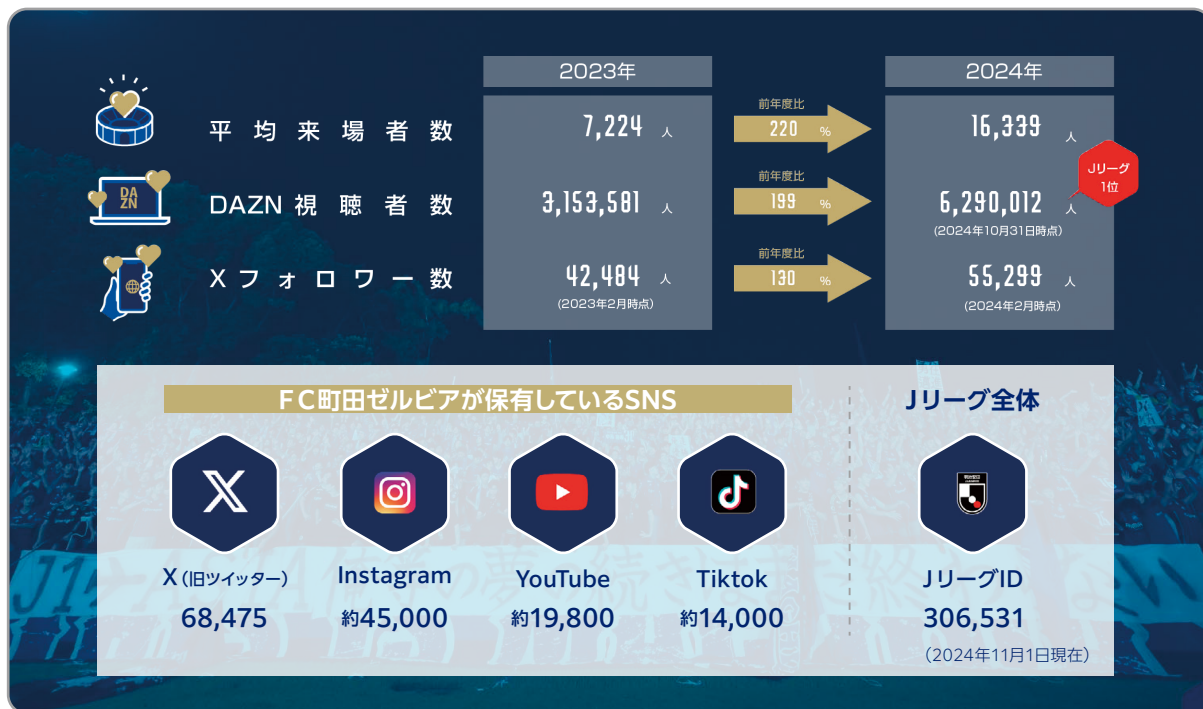 2023年
2024年
平均来場者数
7,224 人
前年度比
220 %
16,339 人
DAZN
DAZN視聴者数
3,153,581 人
前年度比
199 %
6,290,012 人
Jリーグ
1位
(2024年10月31日時点)
Xフォロワー数
42,484 人
(2023年2月時点)
前年度比
130 %
55,299 人
(2024年2月時点)
FC町田ゼルビアが保有しているSNS
Jリーグ全体
X(旧ツイッター)
68,475
Instagram
約45,000
YouTube
約19,800
Tiktok
約14,000
JリーグID
306,531
(2024年11月1日現在)